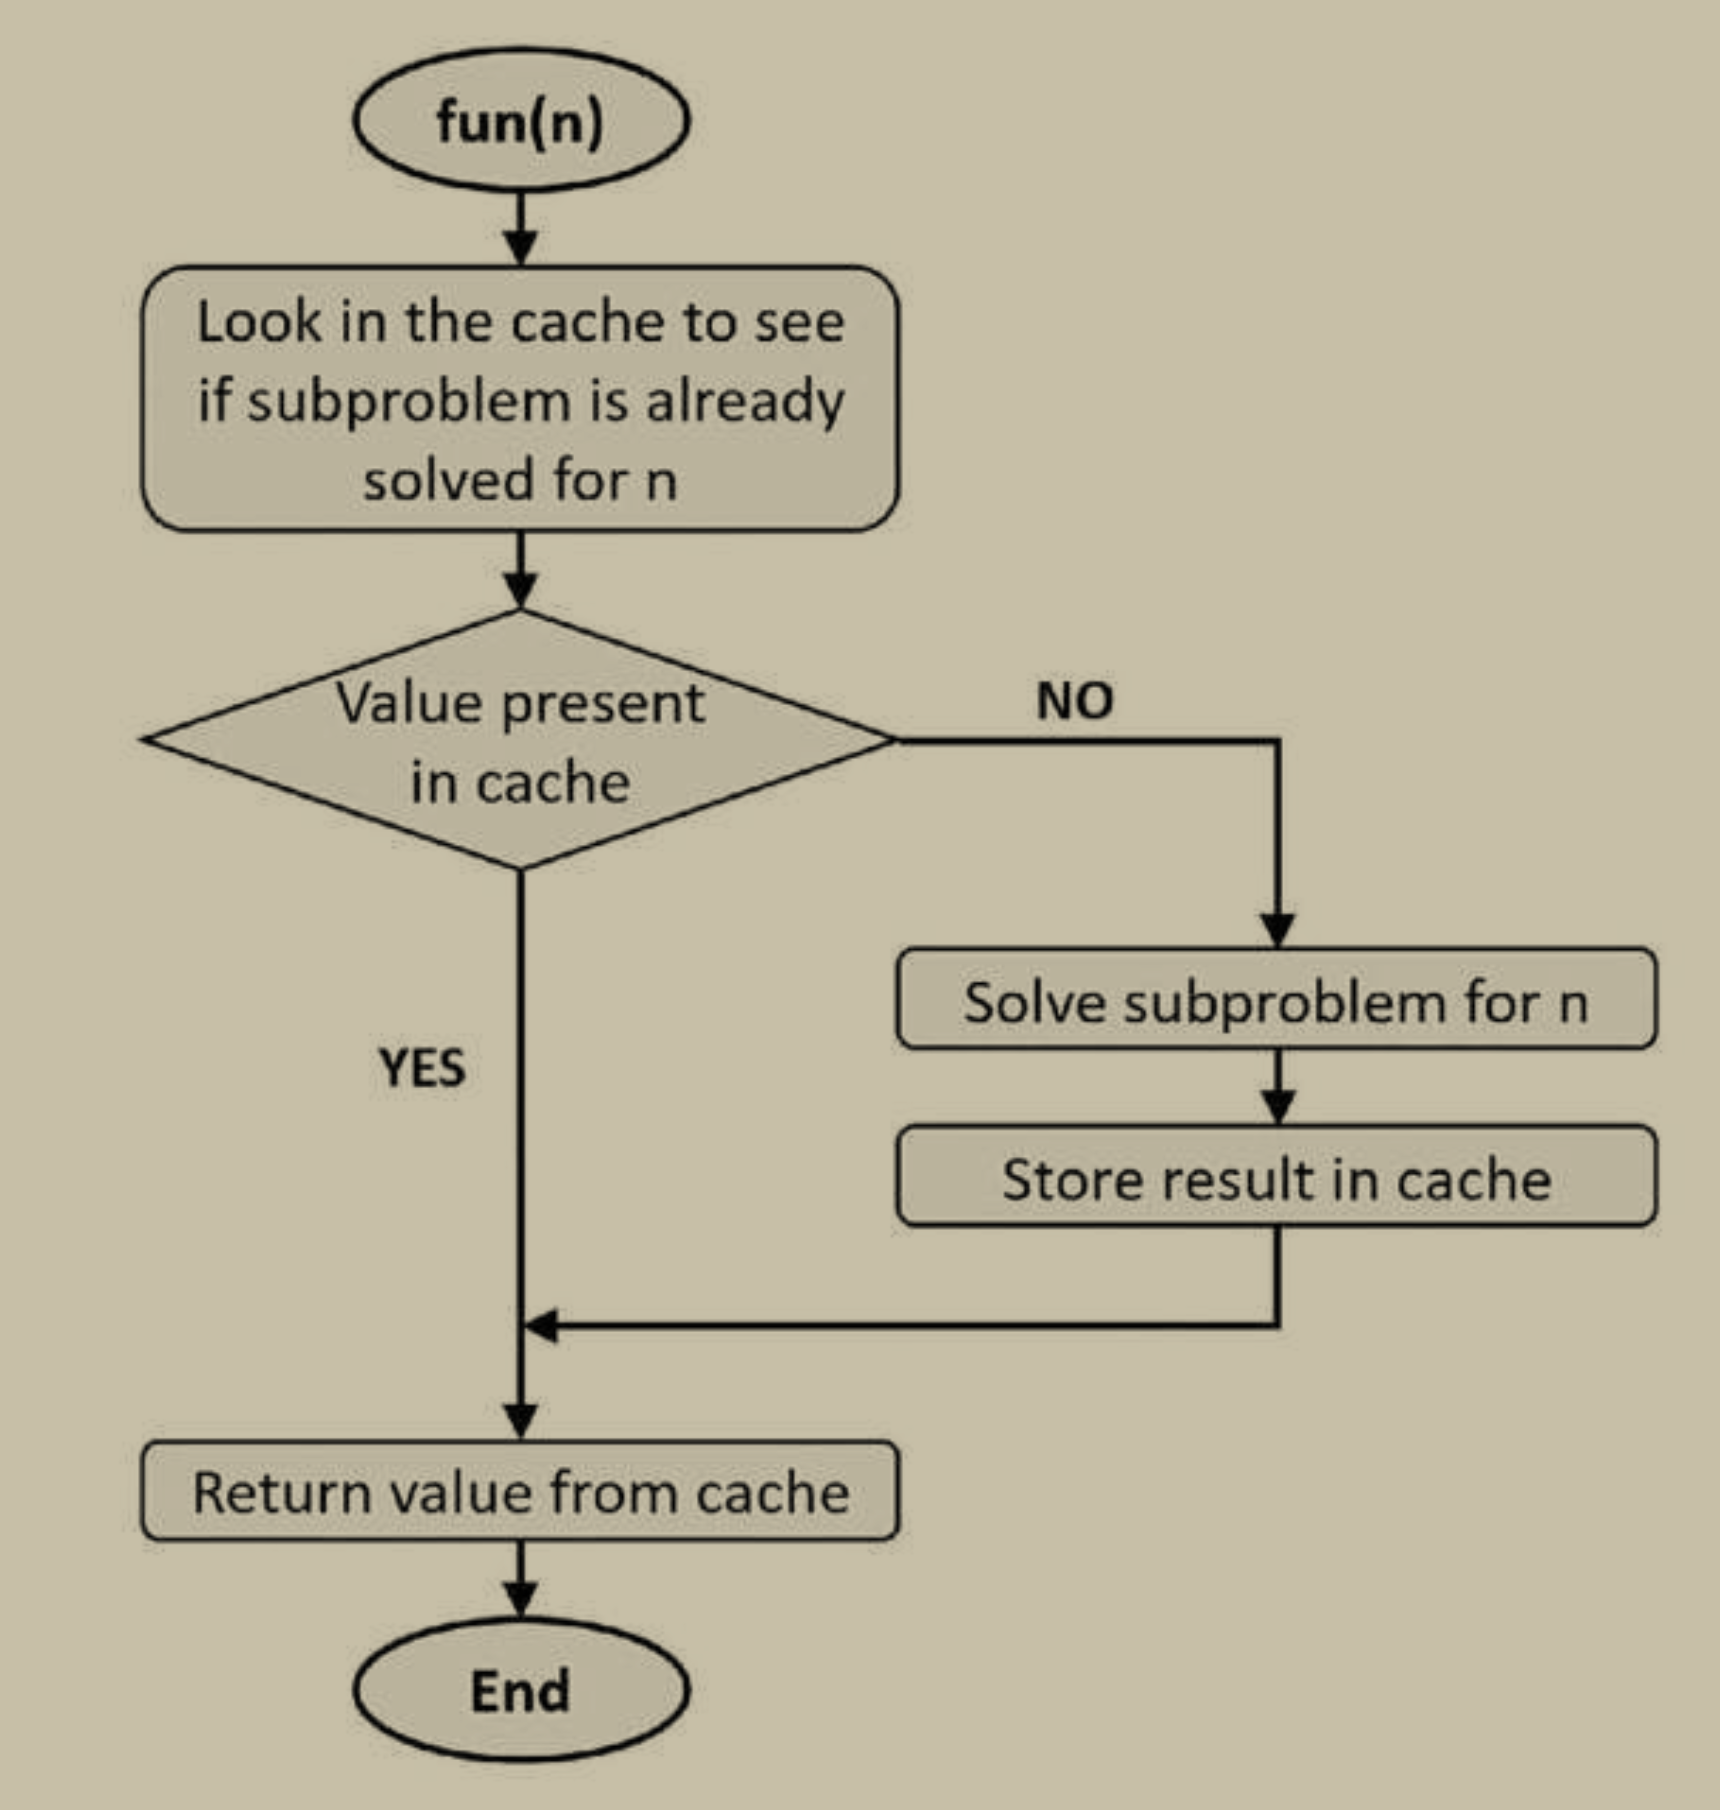 fun(n)
Look in the cache to see
if subproblem is already
solved for n
Value present
in cache
NO
Solve subproblem for n
YES
Store result in cache
Return value from cache
End